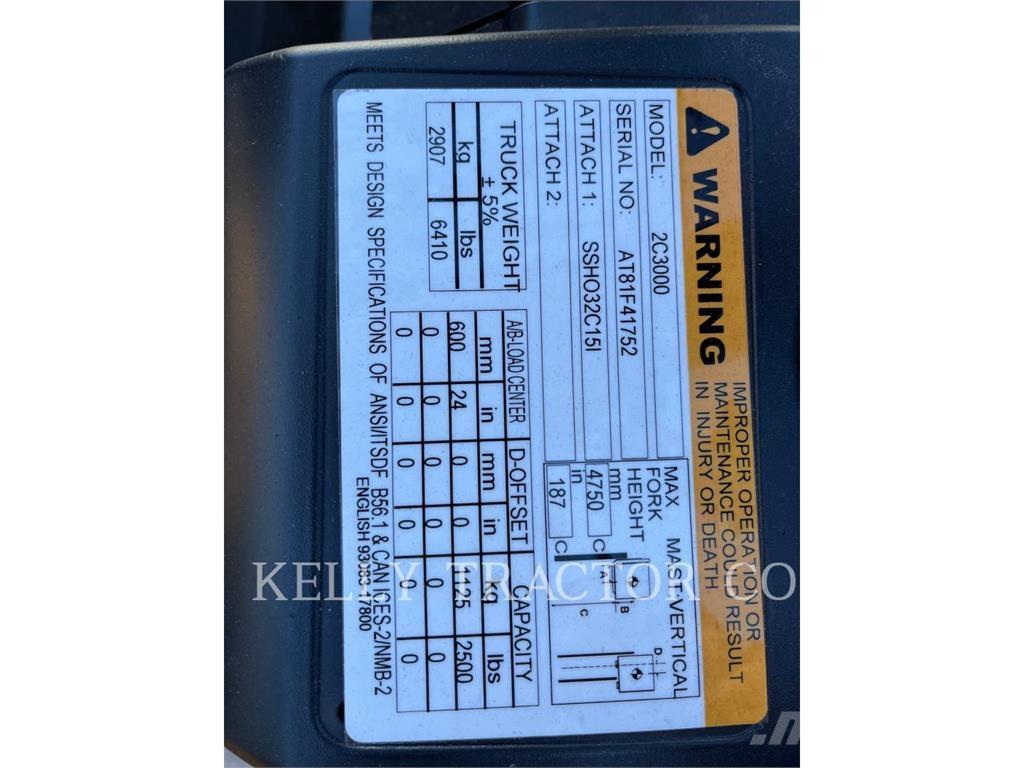 WARNING
IMPROPER OPERATION OR
MAINTENANCE COULD RESULT
IN INJURY OR DEATH
MODEL: 2C3000
SERIAL NO: AT81F41752
ATTACH 1: SSHO32C15I
ATTACH 2:
MAX FORK HEIGHT
MAST-VERTICAL
mm
4750 C
in
187 C
A
B
C
D
TRUCK WEIGHT
± 5%
kg lbs
2907 6410
A/B-LOAD CENTER D-OFFSET CAPACITY
mm in mm in kg lbs
600 24 0 0 1125 2500
0 0 0 0 0 0
0 0 0 0 0 0
MEETS DESIGN SPECIFICATIONS OF ANSI/ITSDF B56.1 & CAN ICES-2/NMB-2
ENGLISH 93083-47800
KELLY TRACTOR CO